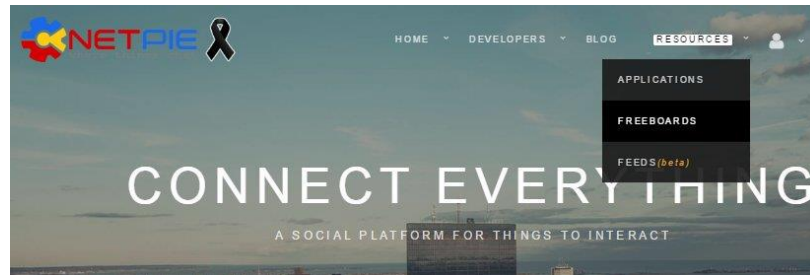 NETPIE
HOME DEVELOPERS BLOG RESOURCES
APPLICATIONS
FREEBOARDS
FEEDS(beta)
CONNECT EVERYTHING
A SOCIAL PLATFORM FOR THINGS TO INTERACT